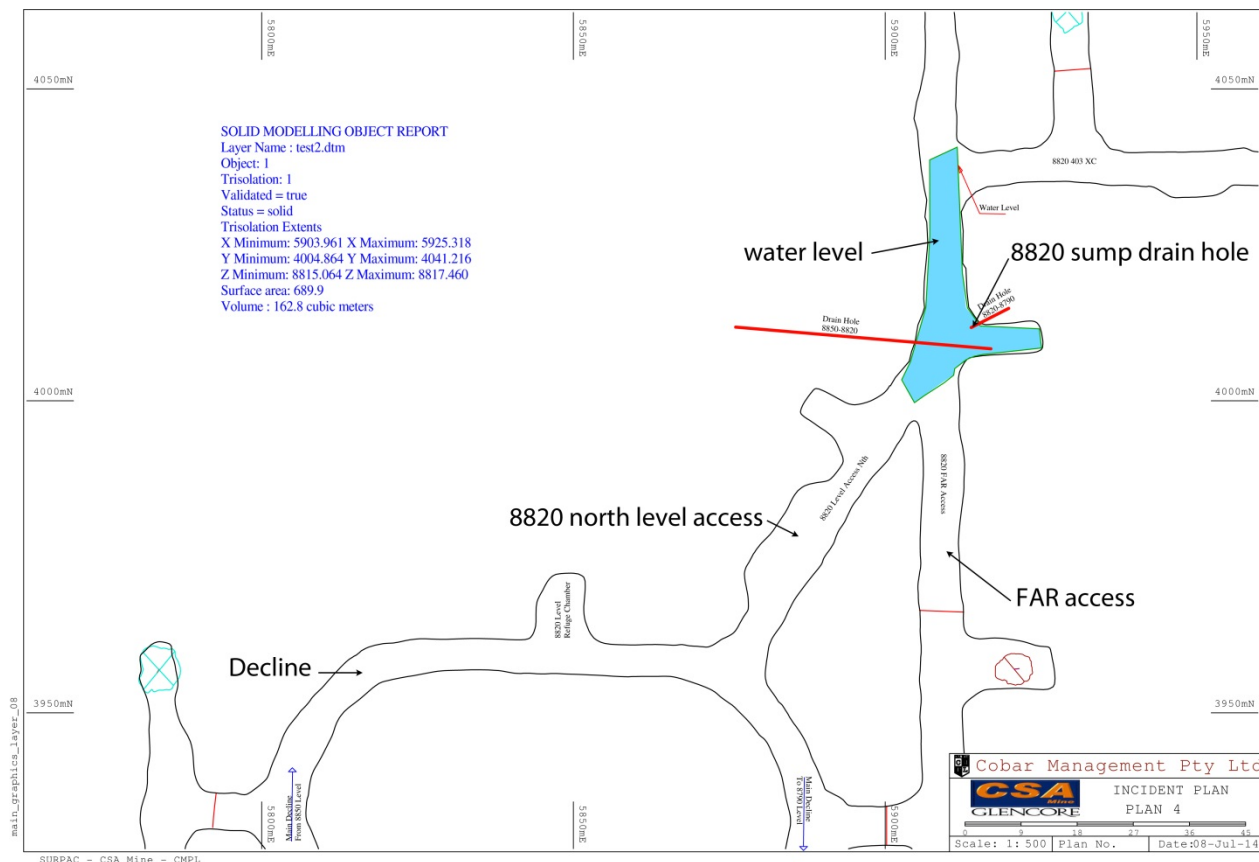 5800mE
5850mE
5900mE
5950mE
4050mN
4050mN
SOLID MODELLING OBJECT REPORT
Layer Name : test2.dtm
Object: 1
Trisolation: 1
Validated = true
Status = solid
Trisolation Extents
X Minimum: 5903.961 X Maximum: 5925.318
Y Minimum: 4004.864 Y Maximum: 4041.216
Z Minimum: 8815.064 Z Maximum: 8817.460
Surface area: 689.9
Volume : 162.8 cubic meters
8820 403 XC
Water Level
water level
8820 sump drain hole
Drain Hole
8820-8790
Drain Hole
8850-8820
4000mN
4000mN
8820 Level Access Nth
8820 FAR Access
8820 north level access
FAR access
8820 Level
Refuge Chamber
Decline
3950mN
3950mN
Main Decline
From 8850 Level
Main Decline
To 8790 Level
5800mE
5850mE
5900mE
main_graphics_layer_08
Cobar Management Pty Ltd
CSA
Mine
GLENCORE
INCIDENT PLAN
PLAN 4
0 9 18 27 36 45
Scale: 1: 500 Plan No. Date:08-Jul-14
SURPAC - CSA Mine - CMPL